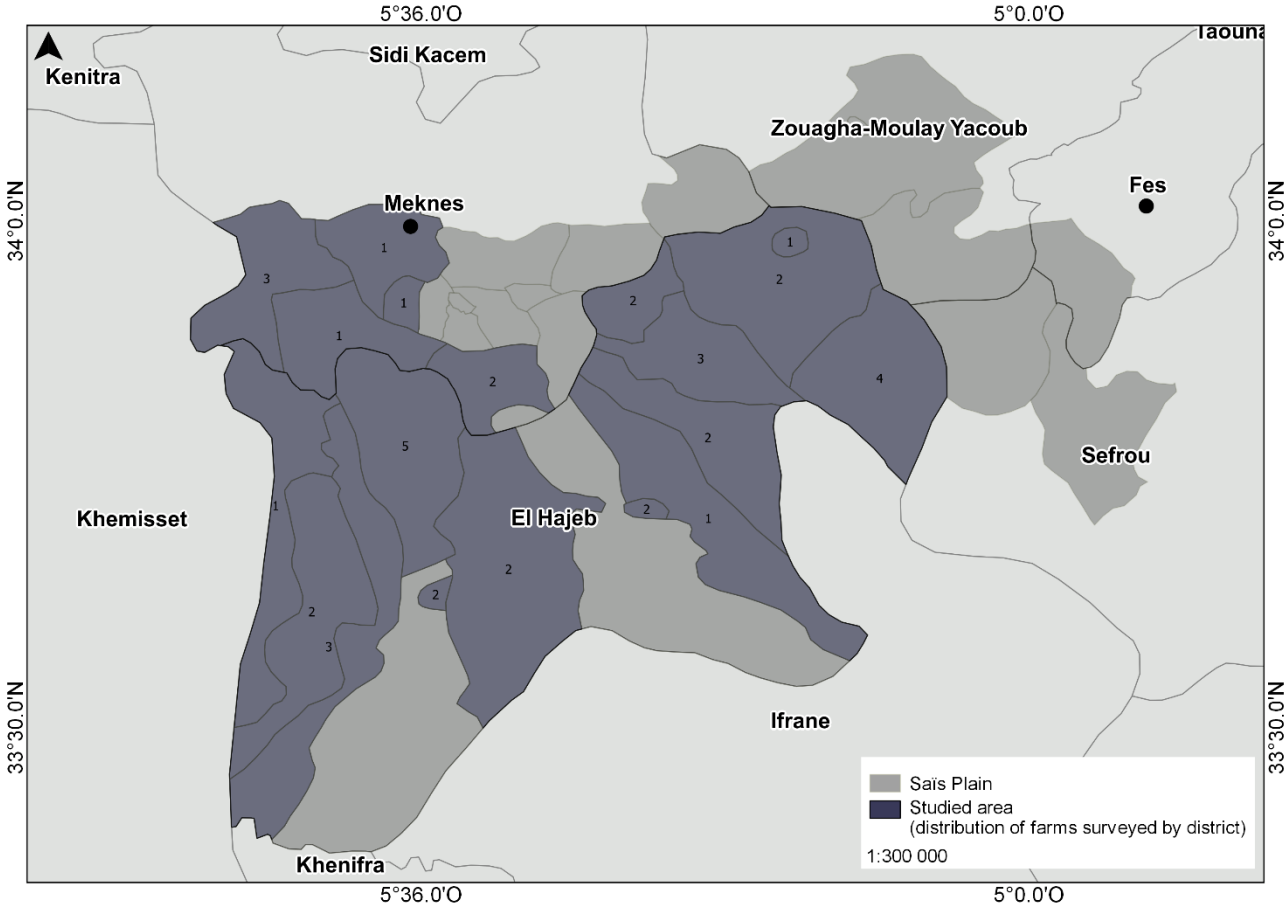 5°36.0'O
5°0.0'O
Taouna
Sidi Kacem
Kenitra
Zouagha-Moulay Yacoub
Fes
Meknes
34°0.0'N
34°0.0'N
1
1
3
2
2
1
1
3
4
2
5
2
Sefrou
1
2
El Hajeb
Khemisset
1
2
2
2
3
33°30.0'N
33°30.0'N
Ifrane
Saïs Plain
Studied area
(distribution of farms surveyed by district)
1:300 000
Khenifra
5°36.0'O
5°0.0'O